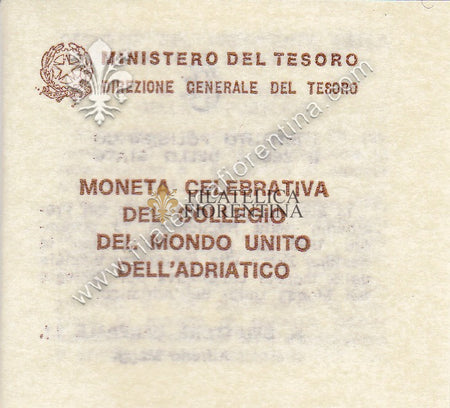 MINISTERO DEL TESORO
DIREZIONE GENERALE DEL TESORO
MONETA CELEBRATIVA
DEL COLLEGIO
DEL MONDO UNITO
DELL'ADRIATICO
FILATELICA
FIORENTINA
www.filatelicafiorentina.com